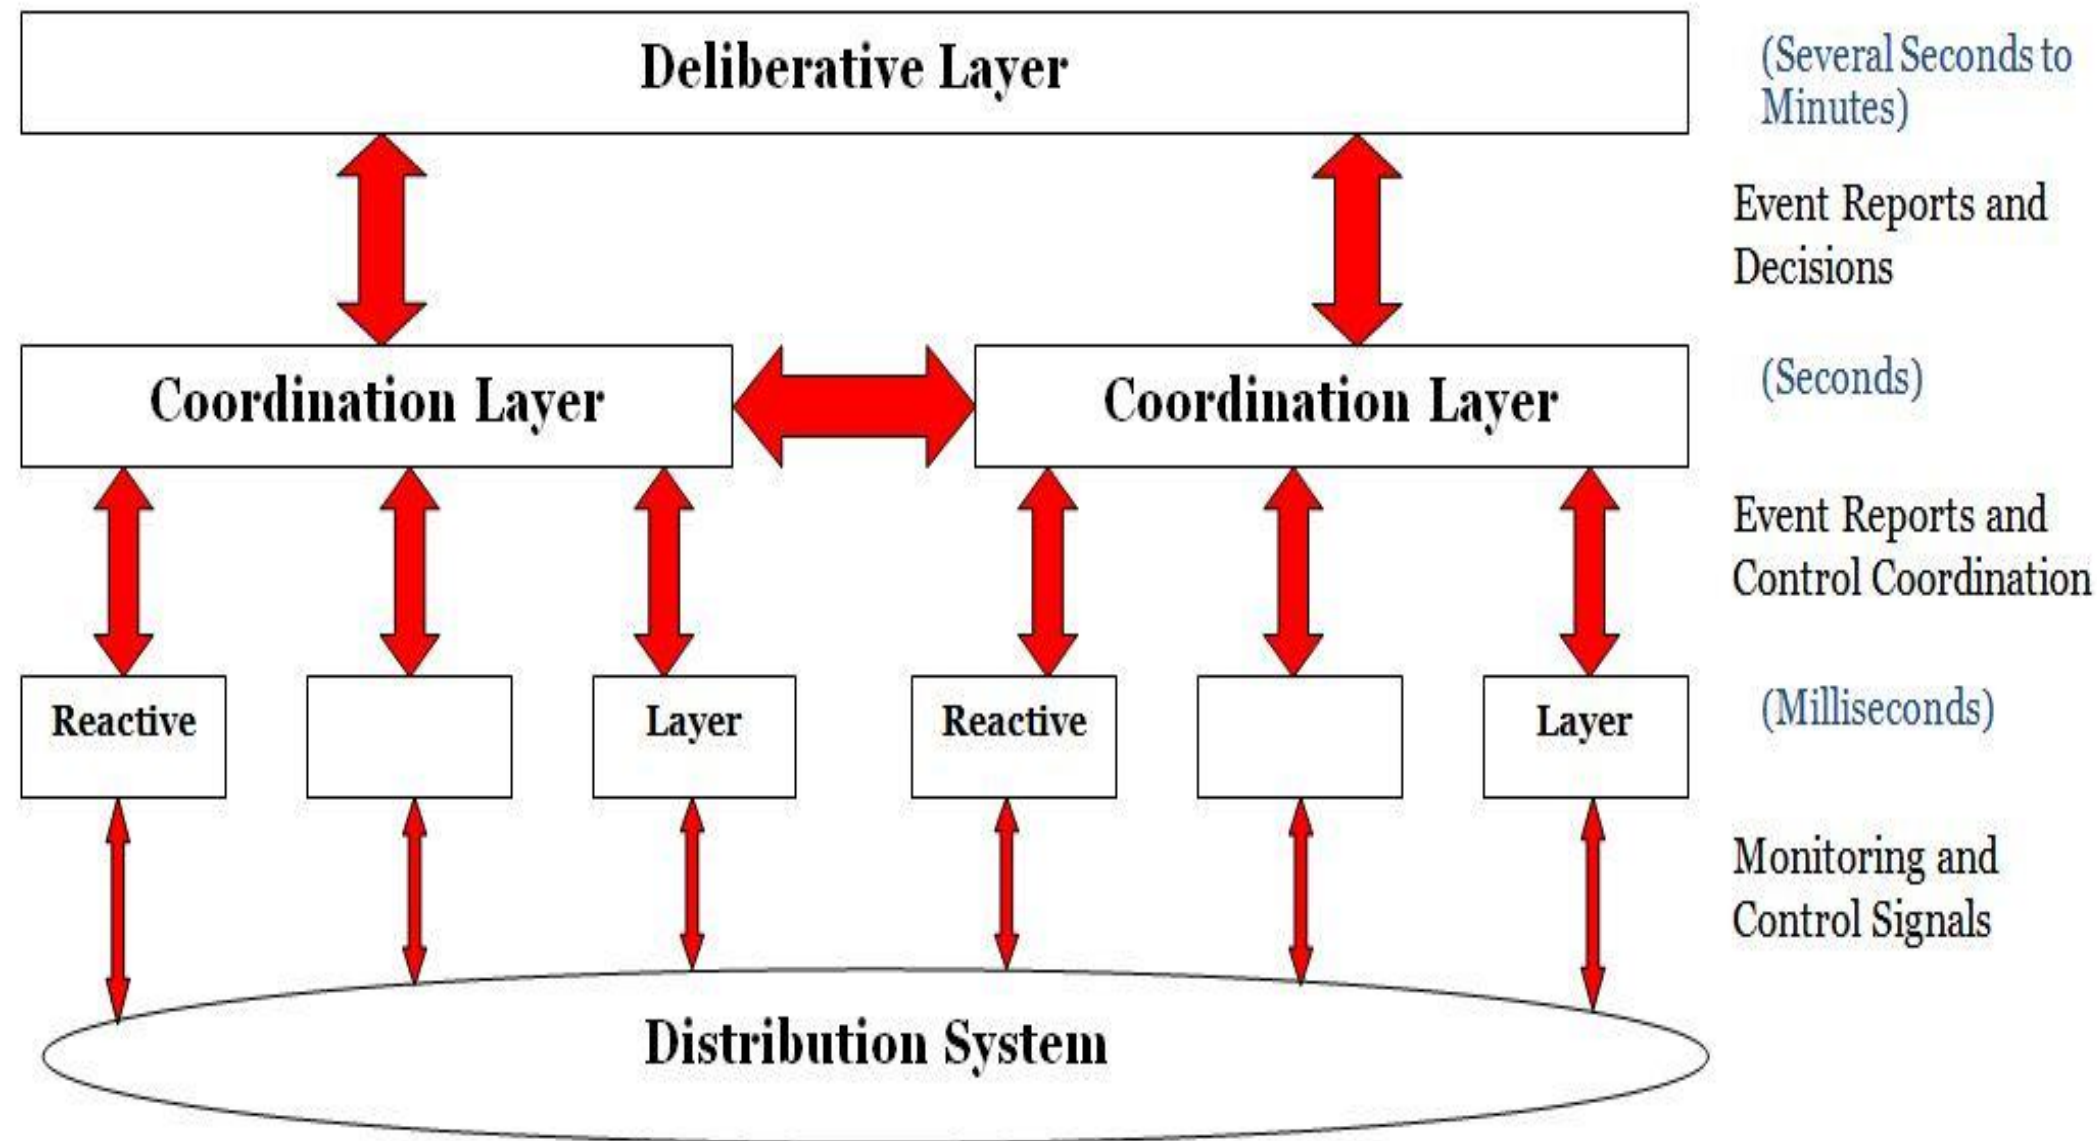 Deliberative Layer
(Several Seconds to
Minutes)
Event Reports and
Decisions
Coordination Layer
Coordination Layer
(Seconds)
Event Reports and
Control Coordination
Reactive
Layer
Reactive
Layer
(Milliseconds)
Monitoring and
Control Signals
Distribution System